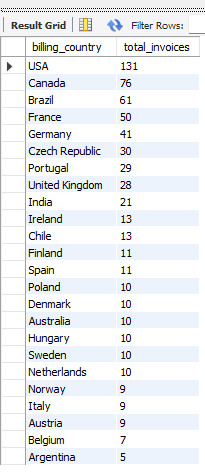 Result Grid Filter Rows:
billing_country total_invoices
USA 131
Canada 76
Brazil 61
France 50
Germany 41
Czech Republic 30
Portugal 29
United Kingdom 28
India 21
Ireland 13
Chile 13
Finland 11
Spain 11
Poland 10
Denmark 10
Australia 10
Hungary 10
Sweden 10
Netherlands 10
Norway 9
Italy 9
Austria 9
Belgium 7
Argentina 5